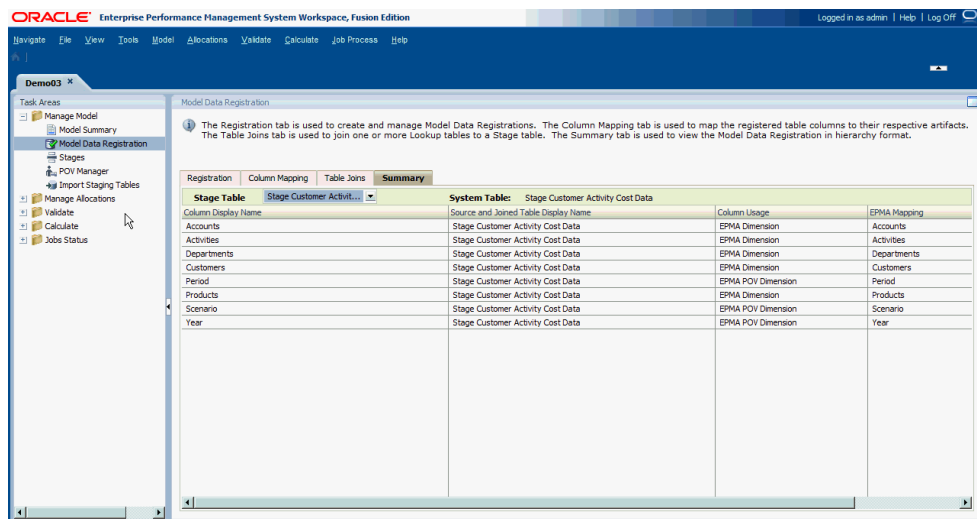 ORACLE Enterprise Performance Management System Workspace, Fusion Edition
Logged in as admin | Help | Log Off
Navigate File View Tools Model Allocations Validate Calculate Job Process Help
Demo03
Task Areas
Manage Model
Model Summary
Model Data Registration
Stages
POV Manager
Import Staging Tables
Manage Allocations
Validate
Calculate
Jobs Status
Model Data Registration
The Registration tab is used to create and manage Model Data Registrations. The Column Mapping tab is used to map the registered table columns to their respective artifacts.
The Table Joins tab is used to join one or more Lookup tables to a Stage table. The Summary tab is used to view the Model Data Registration in hierarchy format.
Registration Column Mapping Table Joins Summary
Stage Table Stage Customer Activit... System Table: Stage Customer Activity Cost Data
Column Display Name Source and Joined Table Display Name Column Usage EPMA Mapping
Accounts Stage Customer Activity Cost Data EPMA Dimension Accounts
Activities Stage Customer Activity Cost Data EPMA Dimension Activities
Departments Stage Customer Activity Cost Data EPMA Dimension Departments
Customers Stage Customer Activity Cost Data EPMA Dimension Customers
Period Stage Customer Activity Cost Data EPMA POV Dimension Period
Products Stage Customer Activity Cost Data EPMA Dimension Products
Scenario Stage Customer Activity Cost Data EPMA POV Dimension Scenario
Year Stage Customer Activity Cost Data EPMA POV Dimension Year